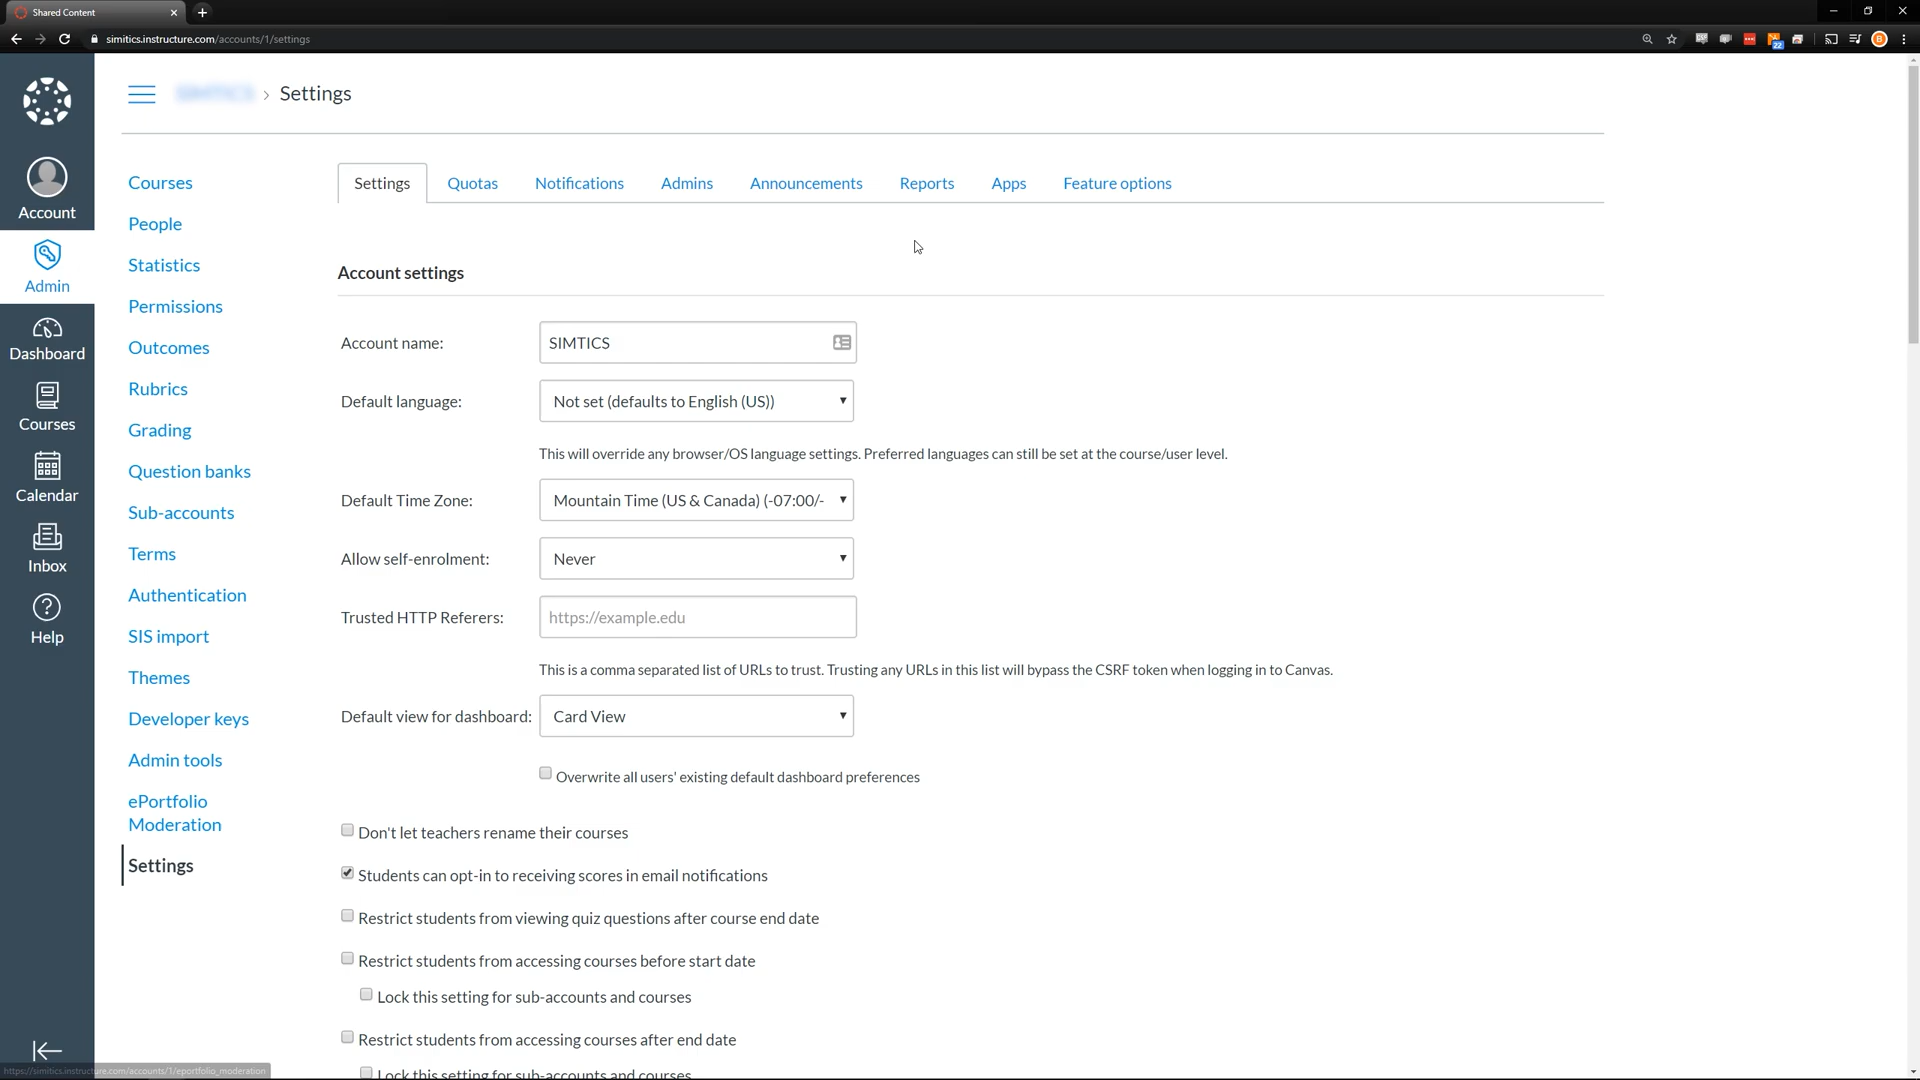 Shared Content
simitics.instructure.com/accounts/1/settings
22
B
› Settings
Account
Admin
Dashboard
Courses
Calendar
Inbox
Help
Courses
People
Statistics
Permissions
Outcomes
Rubrics
Grading
Question banks
Sub-accounts
Terms
Authentication
SIS import
Themes
Developer keys
Admin tools
ePortfolio
Moderation
Settings
Settings Quotas Notifications Admins Announcements Reports Apps Feature options
Account settings
Account name: SIMTICS
Default language: Not set (defaults to English (US))
This will override any browser/OS language settings. Preferred languages can still be set at the course/user level.
Default Time Zone: Mountain Time (US & Canada) (-07:00/-
Allow self-enrolment: Never
Trusted HTTP Referers: https://example.edu
This is a comma separated list of URLs to trust. Trusting any URLs in this list will bypass the CSRF token when logging in to Canvas.
Default view for dashboard: Card View
Overwrite all users' existing default dashboard preferences
Don't let teachers rename their courses
Students can opt-in to receiving scores in email notifications
Restrict students from viewing quiz questions after course end date
Restrict students from accessing courses before start date
Lock this setting for sub-accounts and courses
Restrict students from accessing courses after end date
Lock this setting for sub-accounts and courses
https://simitics.instructure.com/accounts/1/eportfolio_moderation